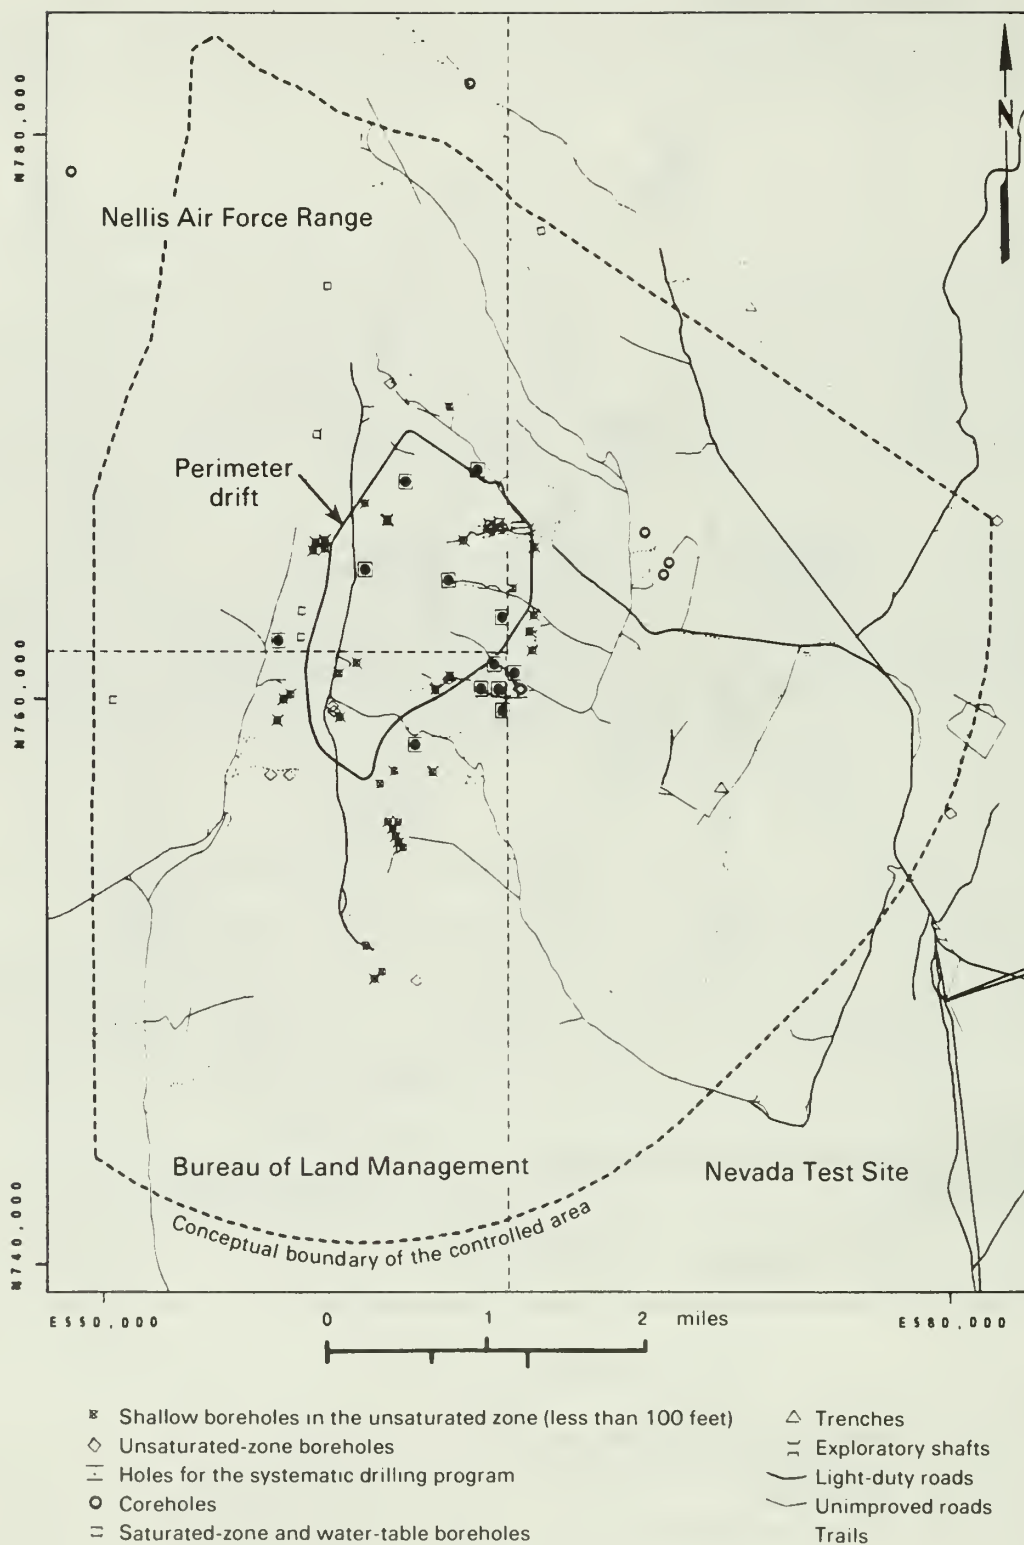 N
N780,000
Nellis Air Force Range
Perimeter
drift
N760,000
Bureau of Land Management
Nevada Test Site
Conceptual boundary of the controlled area
N740,000
E550,000
E580,000
0 1 2 miles
Shallow boreholes in the unsaturated zone (less than 100 feet)
Unsaturated-zone boreholes
Holes for the systematic drilling program
Coreholes
Saturated-zone and water-table boreholes
Trenches
Exploratory shafts
Light-duty roads
Unimproved roads
Trails